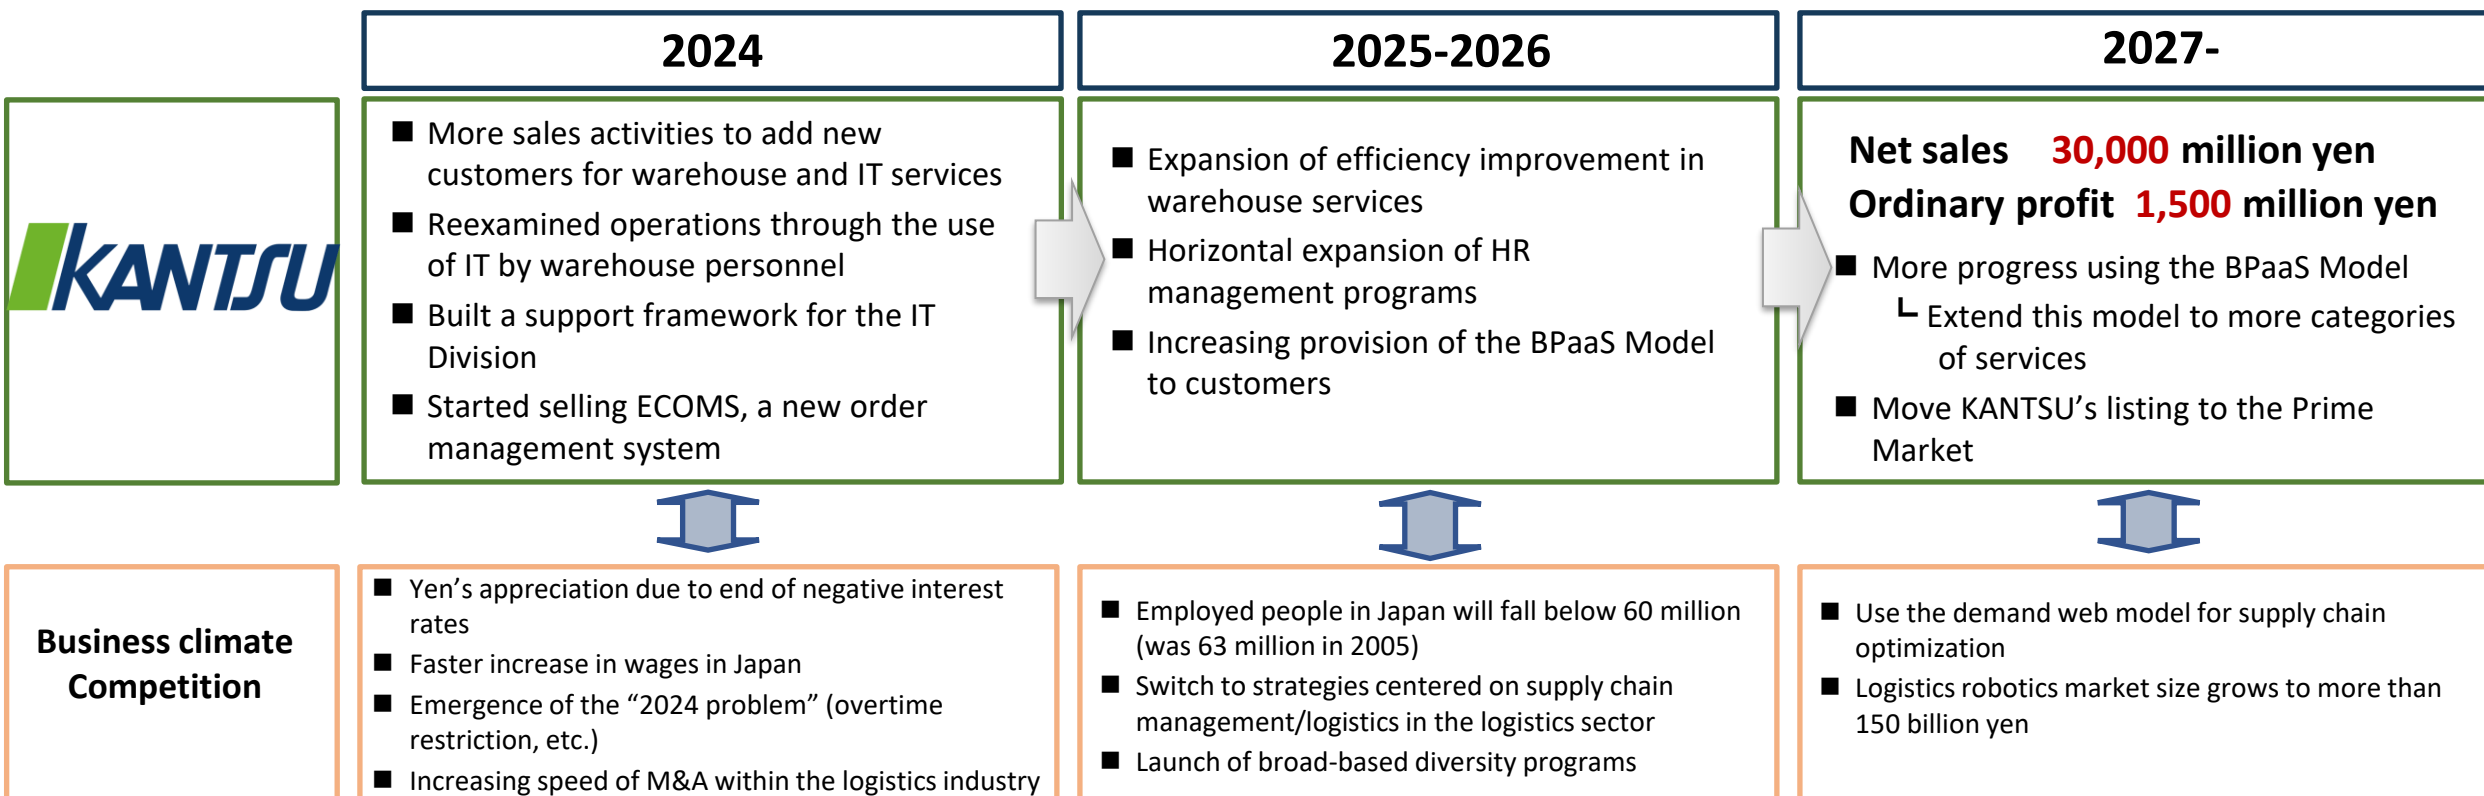 2024
2025-2026
2027-
KANTSU
■ More sales activities to add new
customers for warehouse and IT services
■ Reexamined operations through the use
of IT by warehouse personnel
■ Built a support framework for the IT
Division
■ Started selling ECOMS, a new order
management system
■ Expansion of efficiency improvement in
warehouse services
■ Horizontal expansion of HR
management programs
■ Increasing provision of the BPaaS Model
to customers
Net sales 30,000 million yen
Ordinary profit 1,500 million yen
■ More progress using the BPaaS Model
┗ Extend this model to more categories
of services
■ Move KANTSU’s listing to the Prime
Market
Business climate
Competition
■ Yen’s appreciation due to end of negative interest
rates
■ Faster increase in wages in Japan
■ Emergence of the “2024 problem” (overtime
restriction, etc.)
■ Increasing speed of M&A within the logistics industry
■ Employed people in Japan will fall below 60 million
(was 63 million in 2005)
■ Switch to strategies centered on supply chain
management/logistics in the logistics sector
■ Launch of broad-based diversity programs
■ Use the demand web model for supply chain
optimization
■ Logistics robotics market size grows to more than
150 billion yen